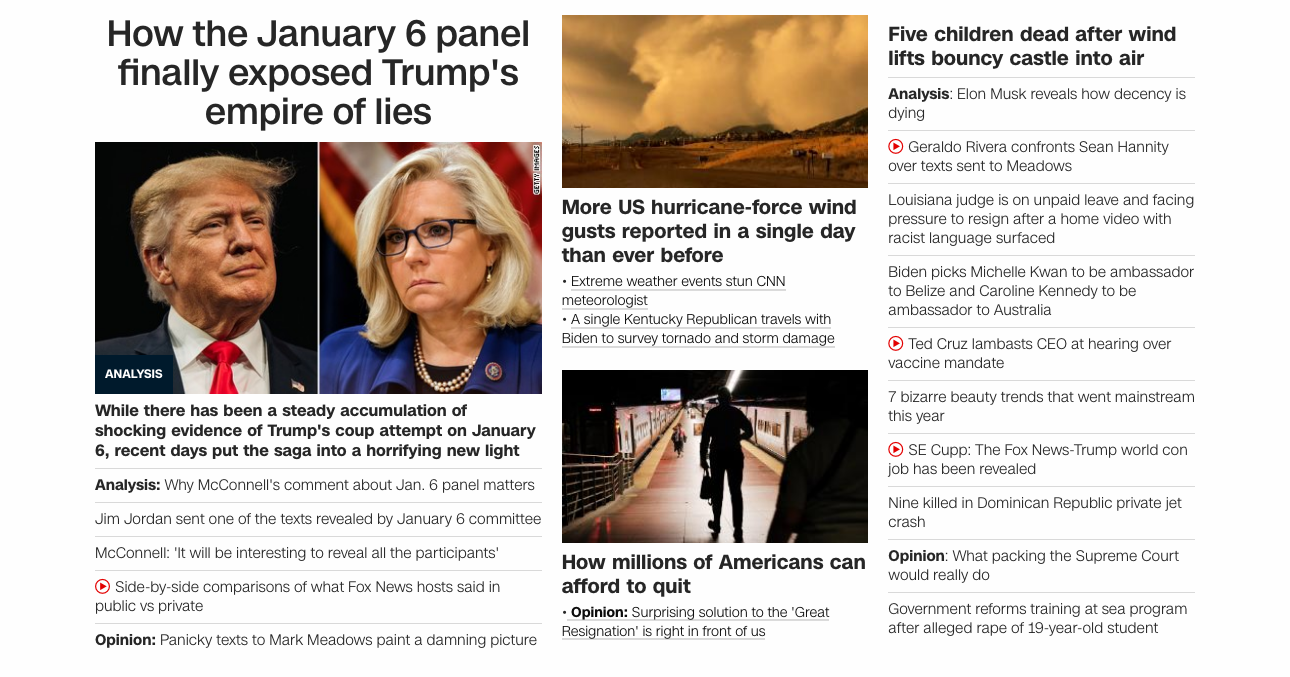 How the January 6 panel
finally exposed Trump's
empire of lies
GETTY IMAGES
ANALYSIS
While there has been a steady accumulation of
shocking evidence of Trump's coup attempt on January
6, recent days put the saga into a horrifying new light
Analysis: Why McConnell's comment about Jan. 6 panel matters
Jim Jordan sent one of the texts revealed by January 6 committee
McConnell: 'It will be interesting to reveal all the participants'
Side-by-side comparisons of what Fox News hosts said in
public vs private
Opinion: Panicky texts to Mark Meadows paint a damning picture
More US hurricane-force wind
gusts reported in a single day
than ever before
• Extreme weather events stun CNN
meteorologist
• A single Kentucky Republican travels with
Biden to survey tornado and storm damage
How millions of Americans can
afford to quit
• Opinion: Surprising solution to the 'Great
Resignation' is right in front of us
Five children dead after wind
lifts bouncy castle into air
Analysis: Elon Musk reveals how decency is
dying
Geraldo Rivera confronts Sean Hannity
over texts sent to Meadows
Louisiana judge is on unpaid leave and facing
pressure to resign after a home video with
racist language surfaced
Biden picks Michelle Kwan to be ambassador
to Belize and Caroline Kennedy to be
ambassador to Australia
Ted Cruz lambasts CEO at hearing over
vaccine mandate
7 bizarre beauty trends that went mainstream
this year
SE Cupp: The Fox News-Trump world con
job has been revealed
Nine killed in Dominican Republic private jet
crash
Opinion: What packing the Supreme Court
would really do
Government reforms training at sea program
after alleged rape of 19-year-old student